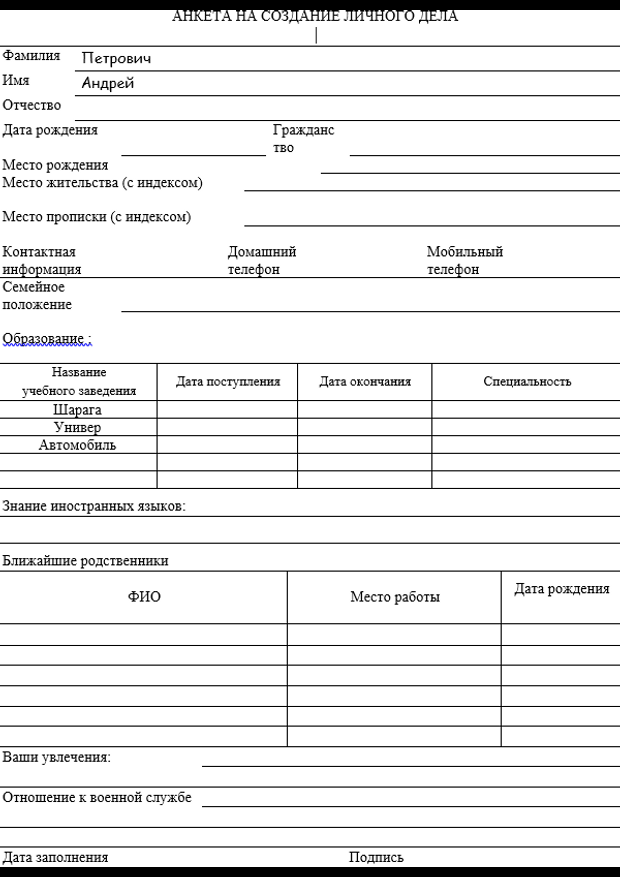 АНКЕТА НА СОЗДАНИЕ ЛИЧНОГО ДЕЛА
Фамилия Петрович
Имя Андрей
Отчество
Дата рождения Гражданс
тво
Место рождения
Место жительства (с индексом)
Место прописки (с индексом)
Контактная Домашний Мобильный
информация телефон телефон
Семейное
положение
Образование :
Название
учебного заведения Дата поступления Дата окончания Специальность
Шарага
Универ
Автомобиль
Знание иностранных языков:
Ближайшие родственники
ФИО Место работы Дата рождения
Ваши увлечения:
Отношение к военной службе
Дата заполнения Подпись